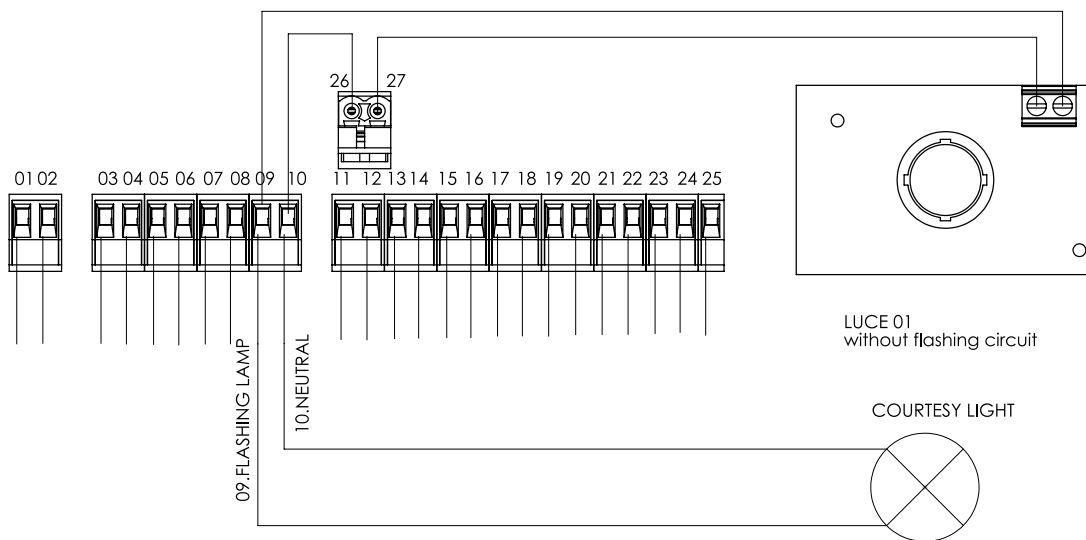 26 27
01 02 03 04 05 06 07 08 09 10 11 12 13 14 15 16 17 18 19 20 21 22 23 24 25
LUCE 01
without flashing circuit
09.FLASHING LAMP
10.NEUTRAL
COURTESY LIGHT